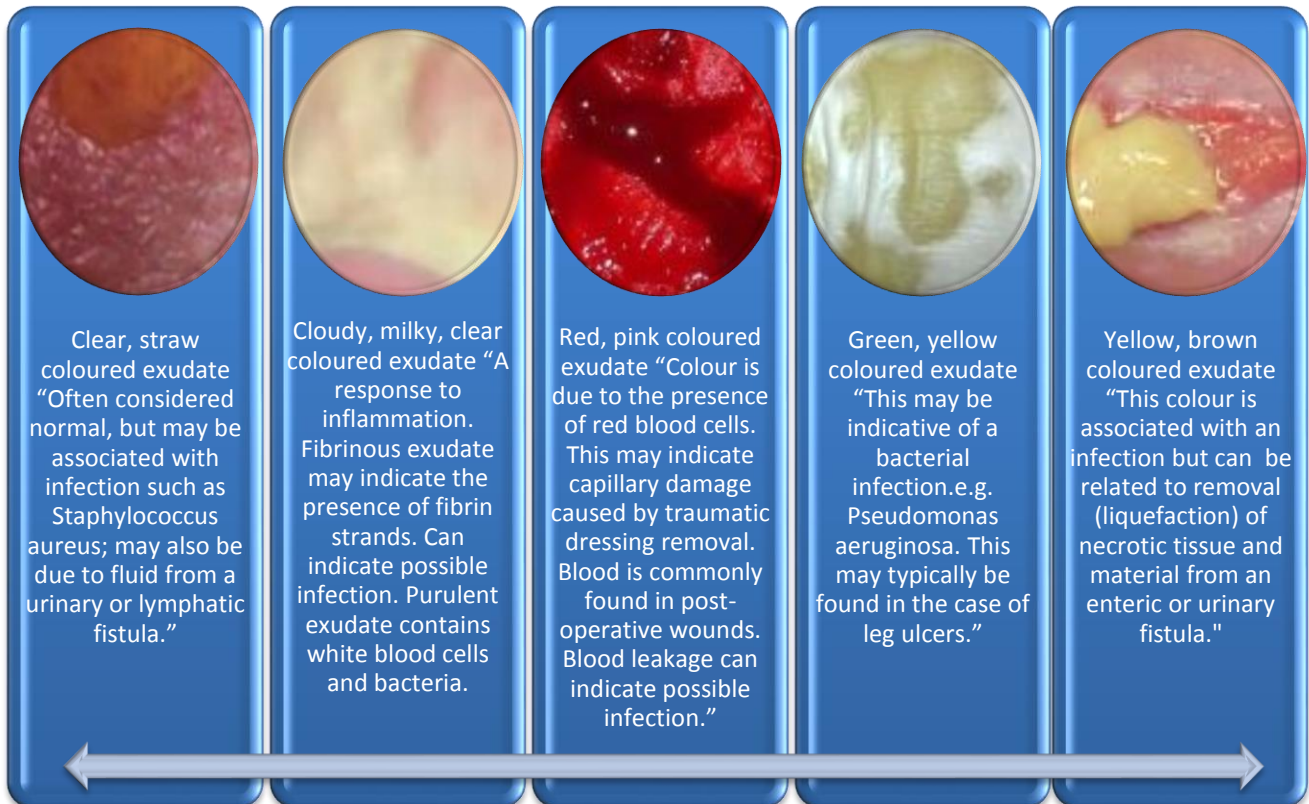 Clear, straw
coloured exudate
“Often considered
normal, but may be
associated with
infection such as
Staphylococcus
aureus; may also be
due to fluid from a
urinary or lymphatic
fistula.”
Cloudy, milky, clear
coloured exudate “A
response to
inflammation.
Fibrinous exudate
may indicate the
presence of fibrin
strands. Can
indicate possible
infection. Purulent
exudate contains
white blood cells
and bacteria.
Red, pink coloured
exudate “Colour is
due to the presence
of red blood cells.
This may indicate
capillary damage
caused by traumatic
dressing removal.
Blood is commonly
found in post-
operative wounds.
Blood leakage can
indicate possible
infection.”
Green, yellow
coloured exudate
“This may be
indicative of a
bacterial
infection.e.g.
Pseudomonas
aeruginosa. This
may typically be
found in the case of
leg ulcers.”
Yellow, brown
coloured exudate
“This colour is
associated with an
infection but can  be
related to removal
(liquefaction) of
necrotic tissue and
material from an
enteric or urinary
fistula."